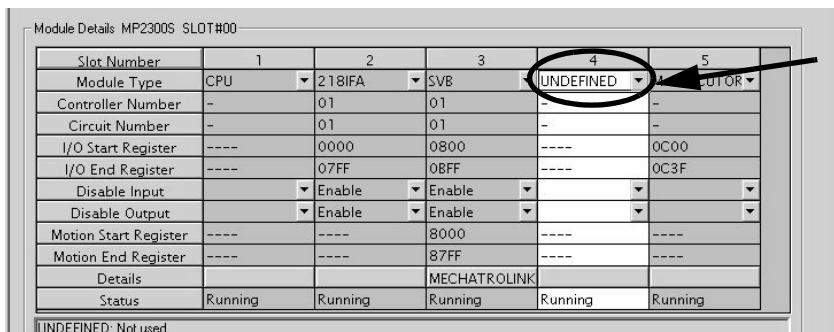 Module Details MP2300S SLOT#00
Slot Number 1 2 3 4 5
Module Type CPU 218IFA SVB UNDEFINED
Controller Number - 01 01 - -
Circuit Number - 01 01 - -
I/O Start Register ---- 0000 0800 ---- 0C00
I/O End Register ---- 07FF 0BFF ---- 0C3F
Disable Input Enable Enable
Disable Output Enable Enable
Motion Start Register ---- ---- 8000 ---- ----
Motion End Register ---- ---- 87FF ---- ----
Details MECHATROLINK
Status Running Running Running Running Running
UNDEFINED: Not used